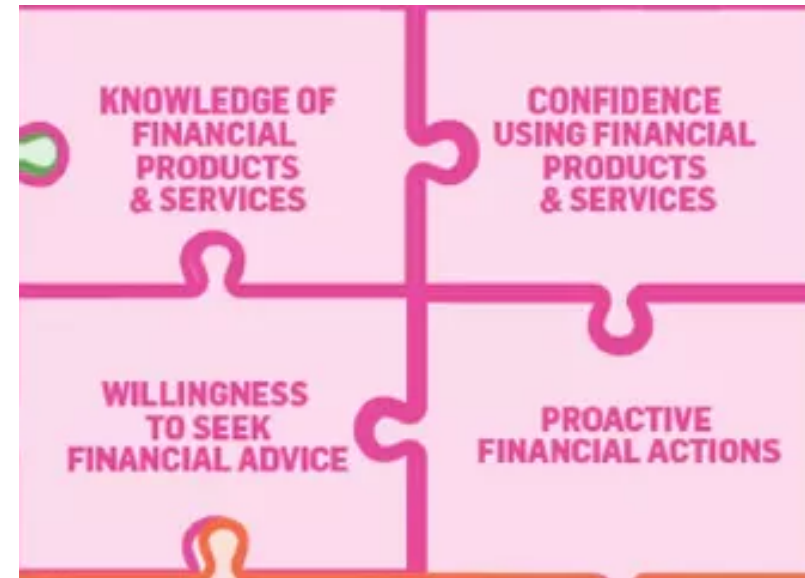 KNOWLEDGE OF
FINANCIAL
PRODUCTS
& SERVICES
CONFIDENCE
USING FINANCIAL
PRODUCTS
& SERVICES
WILLINGNESS
TO SEEK
FINANCIAL ADVICE
PROACTIVE
FINANCIAL ACTIONS